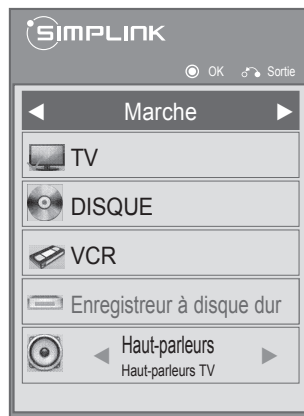 SIMPLINK
OK Sortie
Marche
TV
DISQUE
VCR
Enregistreur à disque dur
Haut-parleurs
Haut-parleurs TV